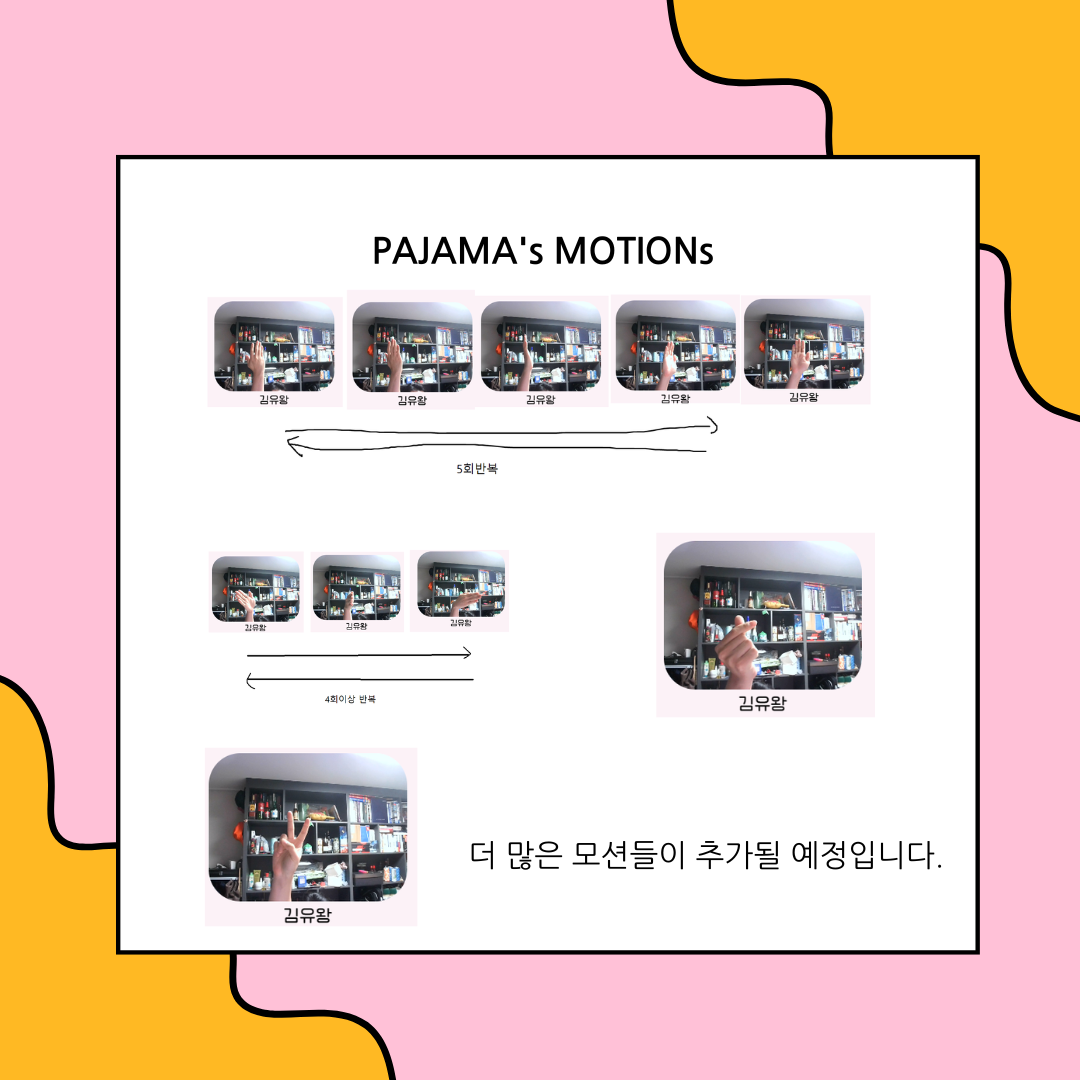 PAJAMA's MOTIONs
김유왕 김유왕 김유왕 김유왕 김유왕
5회반복
김유왕 김유왕 김유왕
4회이상 반복
김유왕
김유왕
더 많은 모션들이 추가될 예정입니다.